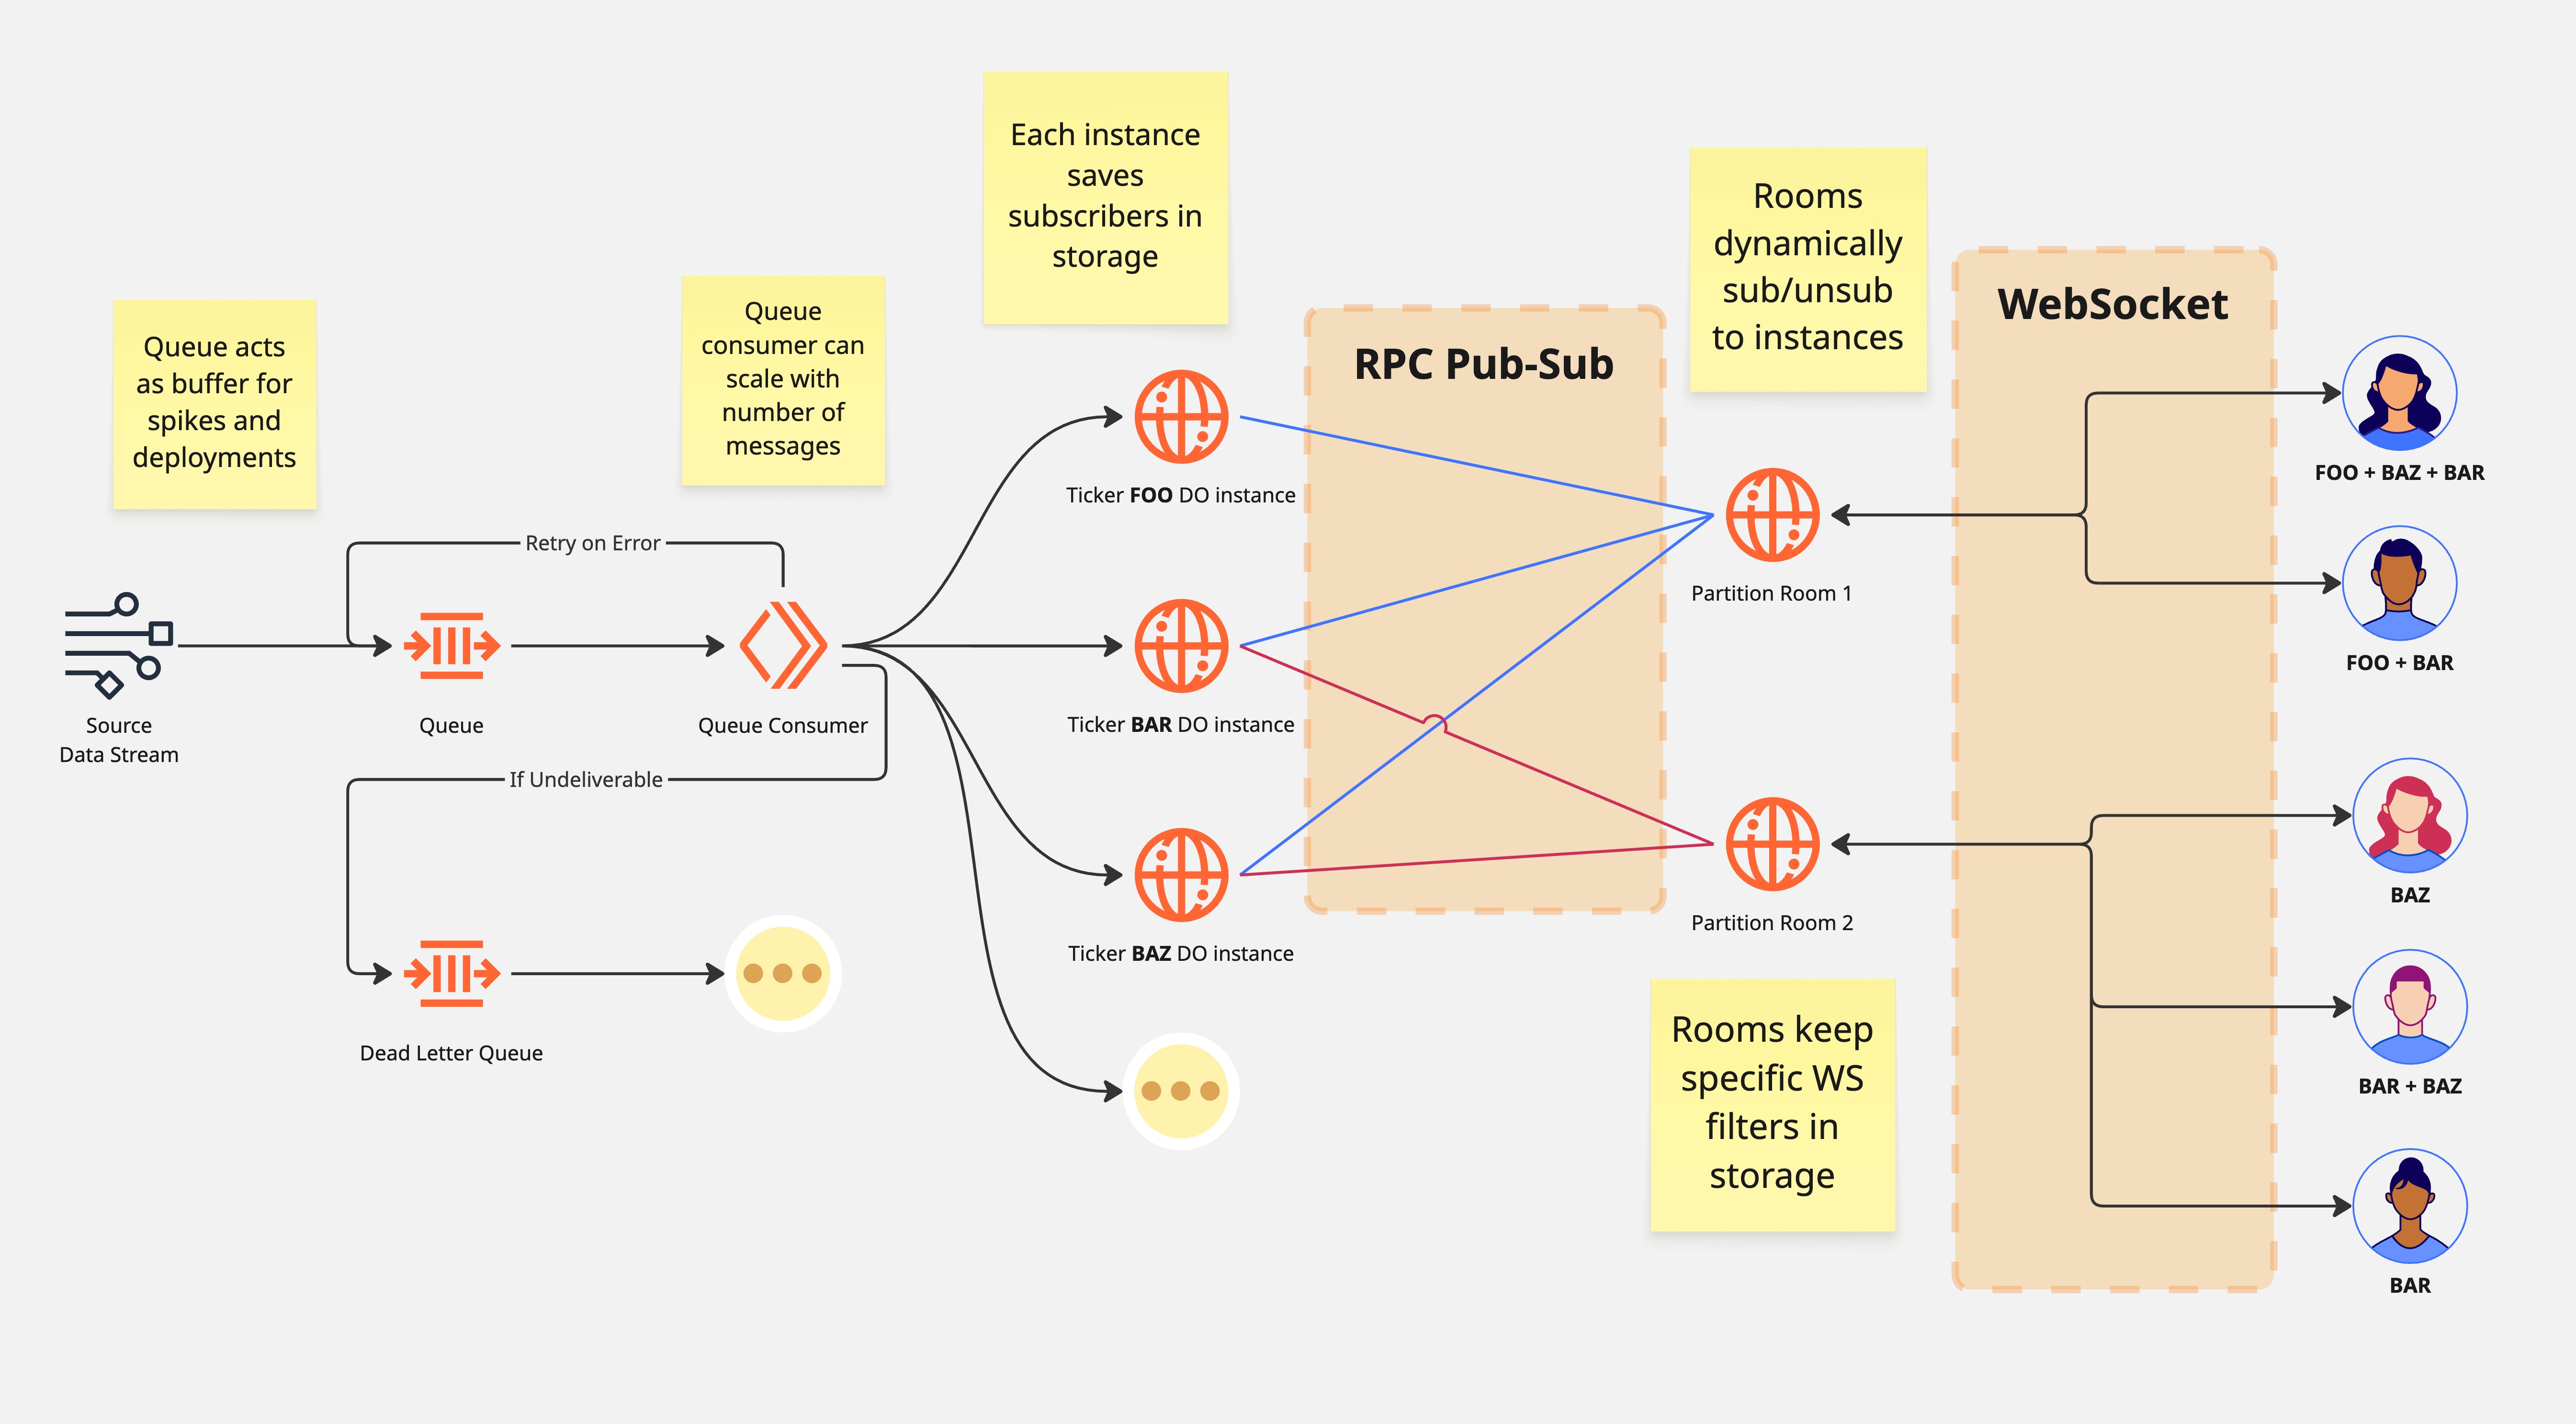 Each instance
saves
subscribers in
storage
Rooms
dynamically
sub/unsub
to instances
Queue
consumer can
scale with
number of
messages
Queue acts
as buffer for
spikes and
deployments
RPC Pub-Sub
WebSocket
FOO + BAZ + BAR
Ticker FOO DO instance
Retry on Error
Partition Room 1
FOO + BAR
Source
Data Stream
Queue
Queue Consumer
Ticker BAR DO instance
If Undeliverable
BAZ
Partition Room 2
Ticker BAZ DO instance
Dead Letter Queue
Rooms keep
specific WS
filters in
storage
BAR + BAZ
BAR